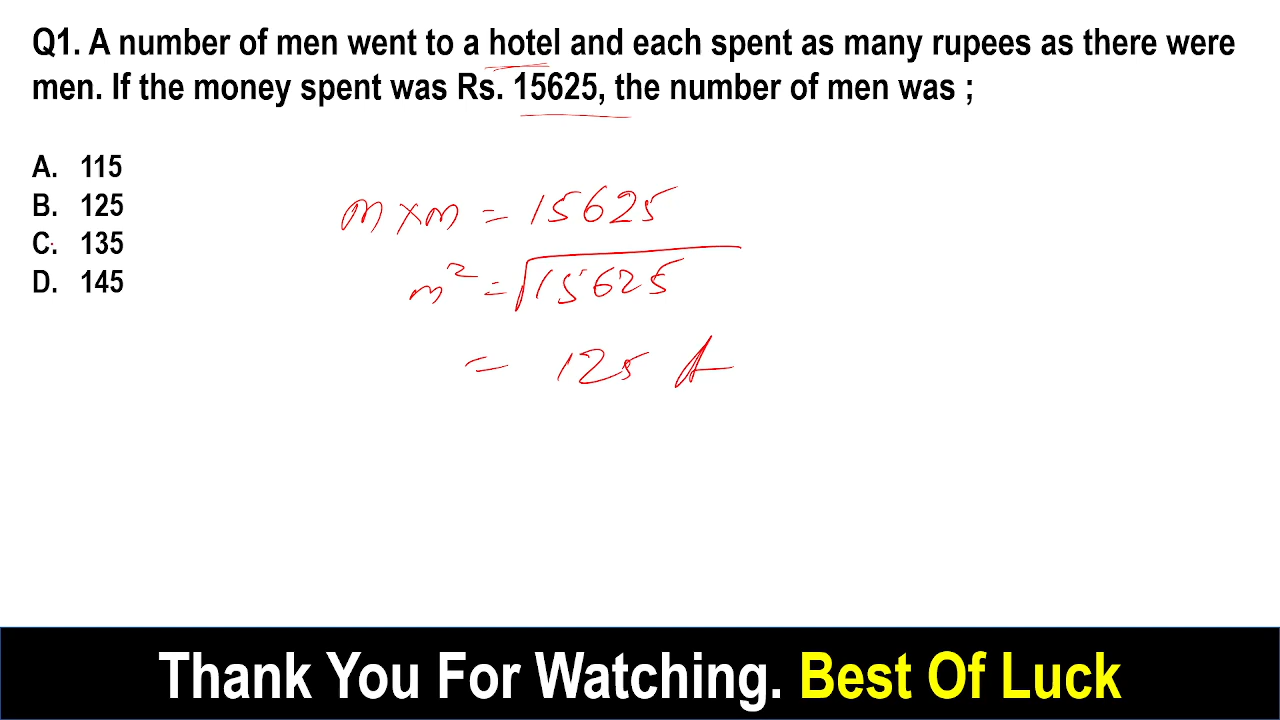 Q1. A number of men went to a hotel and each spent as many rupees as there were
men. If the money spent was Rs. 15625, the number of men was ;
A. 115
B. 125
C. 135
D. 145
m × m = 15625
m² = √15625
= 125
Thank You For Watching. Best Of Luck